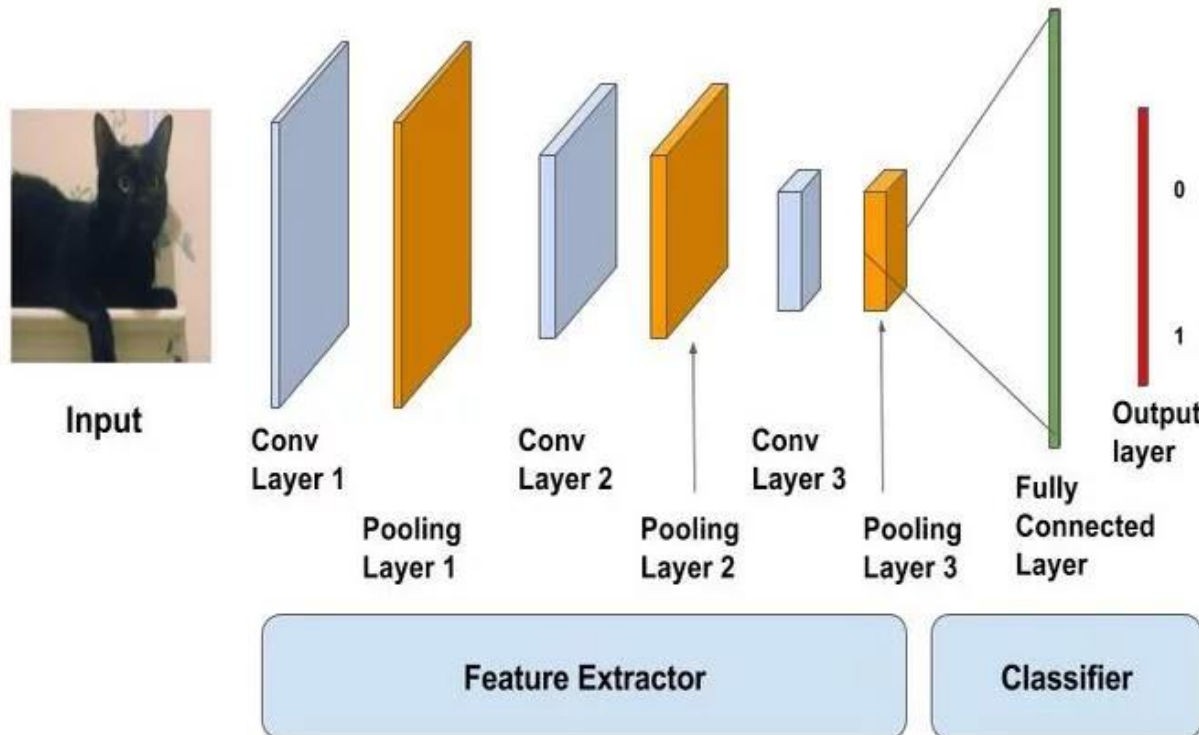 0
1
Input
Output
layer
Conv
Layer 1
Conv
Layer 2
Conv
Layer 3
Fully
Connected
Layer
Pooling
Layer 1
Pooling
Layer 2
Pooling
Layer 3
Feature Extractor
Classifier